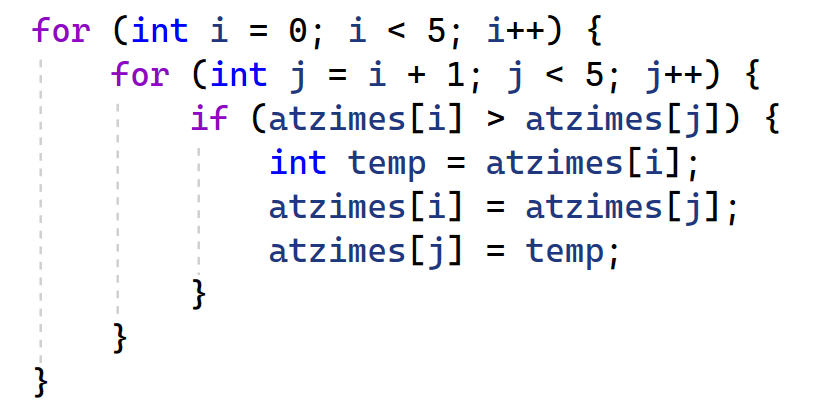 for (int i = 0; i < 5; i++) {
    for (int j = i + 1; j < 5; j++) {
        if (atzimes[i] > atzimes[j]) {
            int temp = atzimes[i];
            atzimes[i] = atzimes[j];
            atzimes[j] = temp;
        }
    }
}